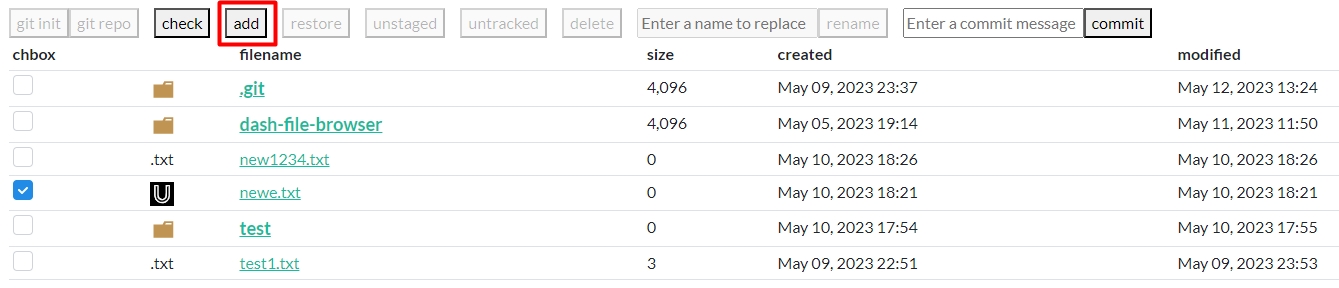 git init git repo check add restore unstaged untracked delete Enter a name to replace rename Enter a commit message commit
chbox filename size created modified
.git 4,096 May 09, 2023 23:37 May 12, 2023 13:24
dash-file-browser 4,096 May 05, 2023 19:14 May 11, 2023 11:50
.txt new1234.txt 0 May 10, 2023 18:26 May 10, 2023 18:26
U newe.txt 0 May 10, 2023 18:21 May 10, 2023 18:21
test 0 May 10, 2023 17:54 May 10, 2023 17:55
.txt test1.txt 3 May 09, 2023 22:51 May 09, 2023 23:53